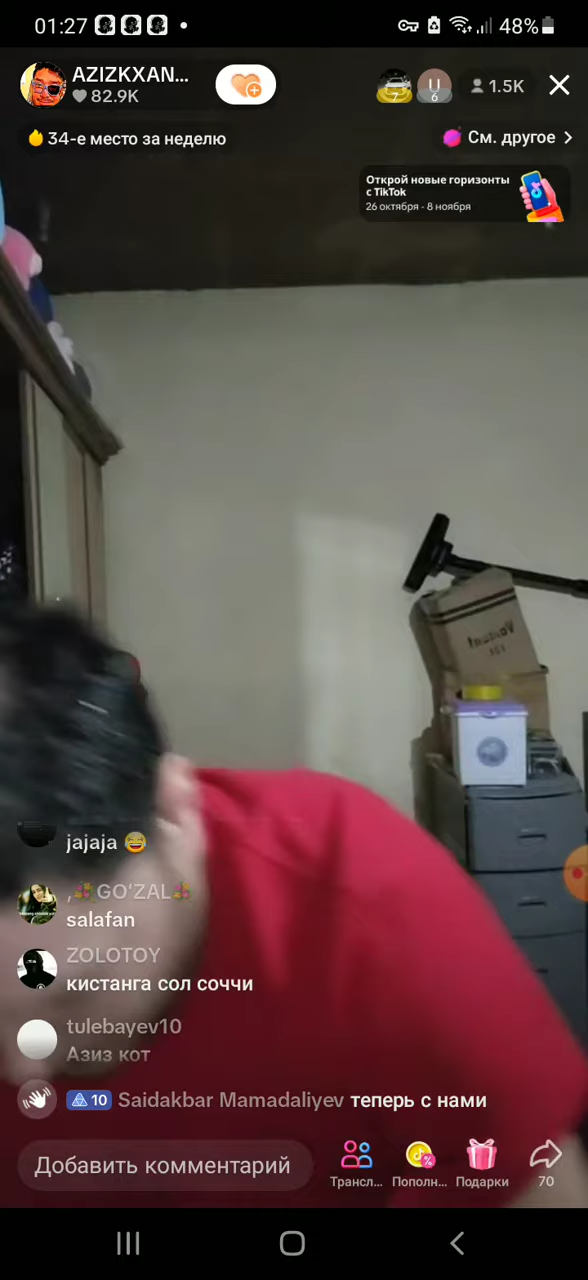 01:27
48%
AZIZKXAN...
82.9K
7
U
6
1.5K
34-е место за неделю
См. другое
Открой новые горизонты
с TikTok
26 октября - 8 ноября
jajaja 😂
,💐GO'ZAL💐
salafan
ZOLOTOY
кистанга сол соччи
tulebayev10
Азиз кот
10 Saidakbar Mamadaliyev теперь с нами
Добавить комментарий
Трансл...
Пополн...
Подарки
70